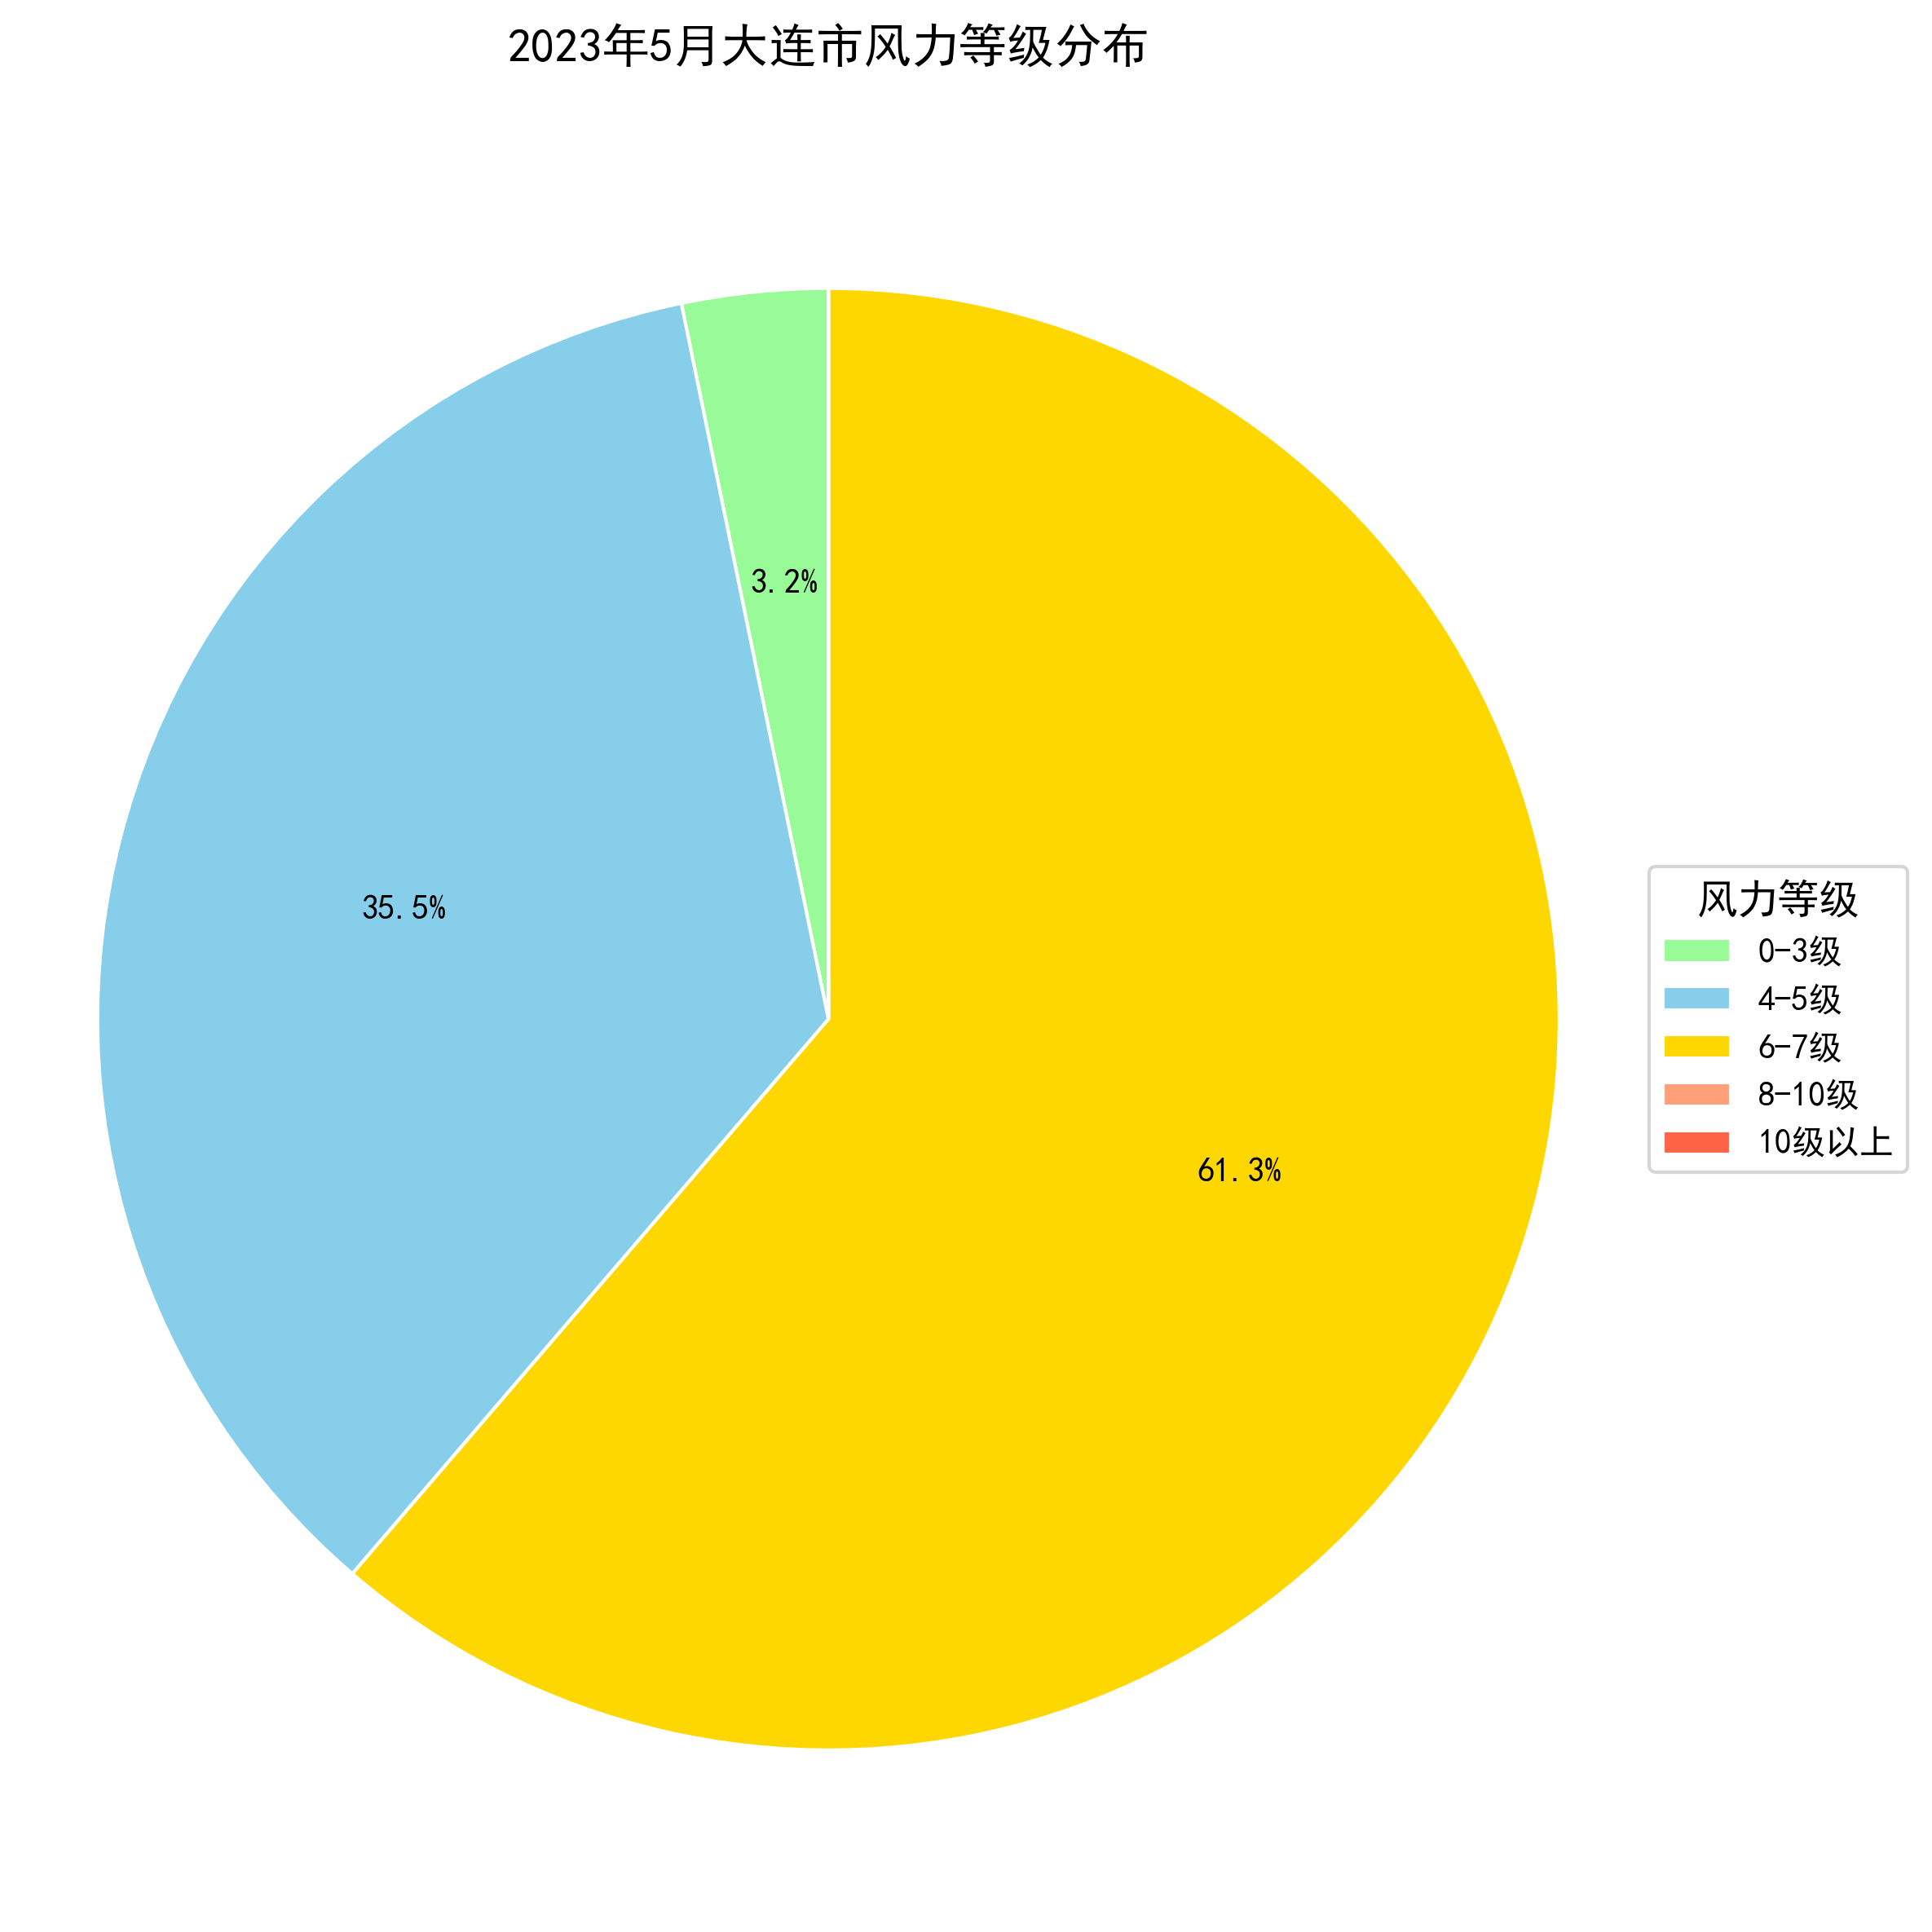 2023年5月大连市风力等级分布
3.2%
35.5%
61.3%
风力等级
0-3级
4-5级
6-7级
8-10级
10级以上